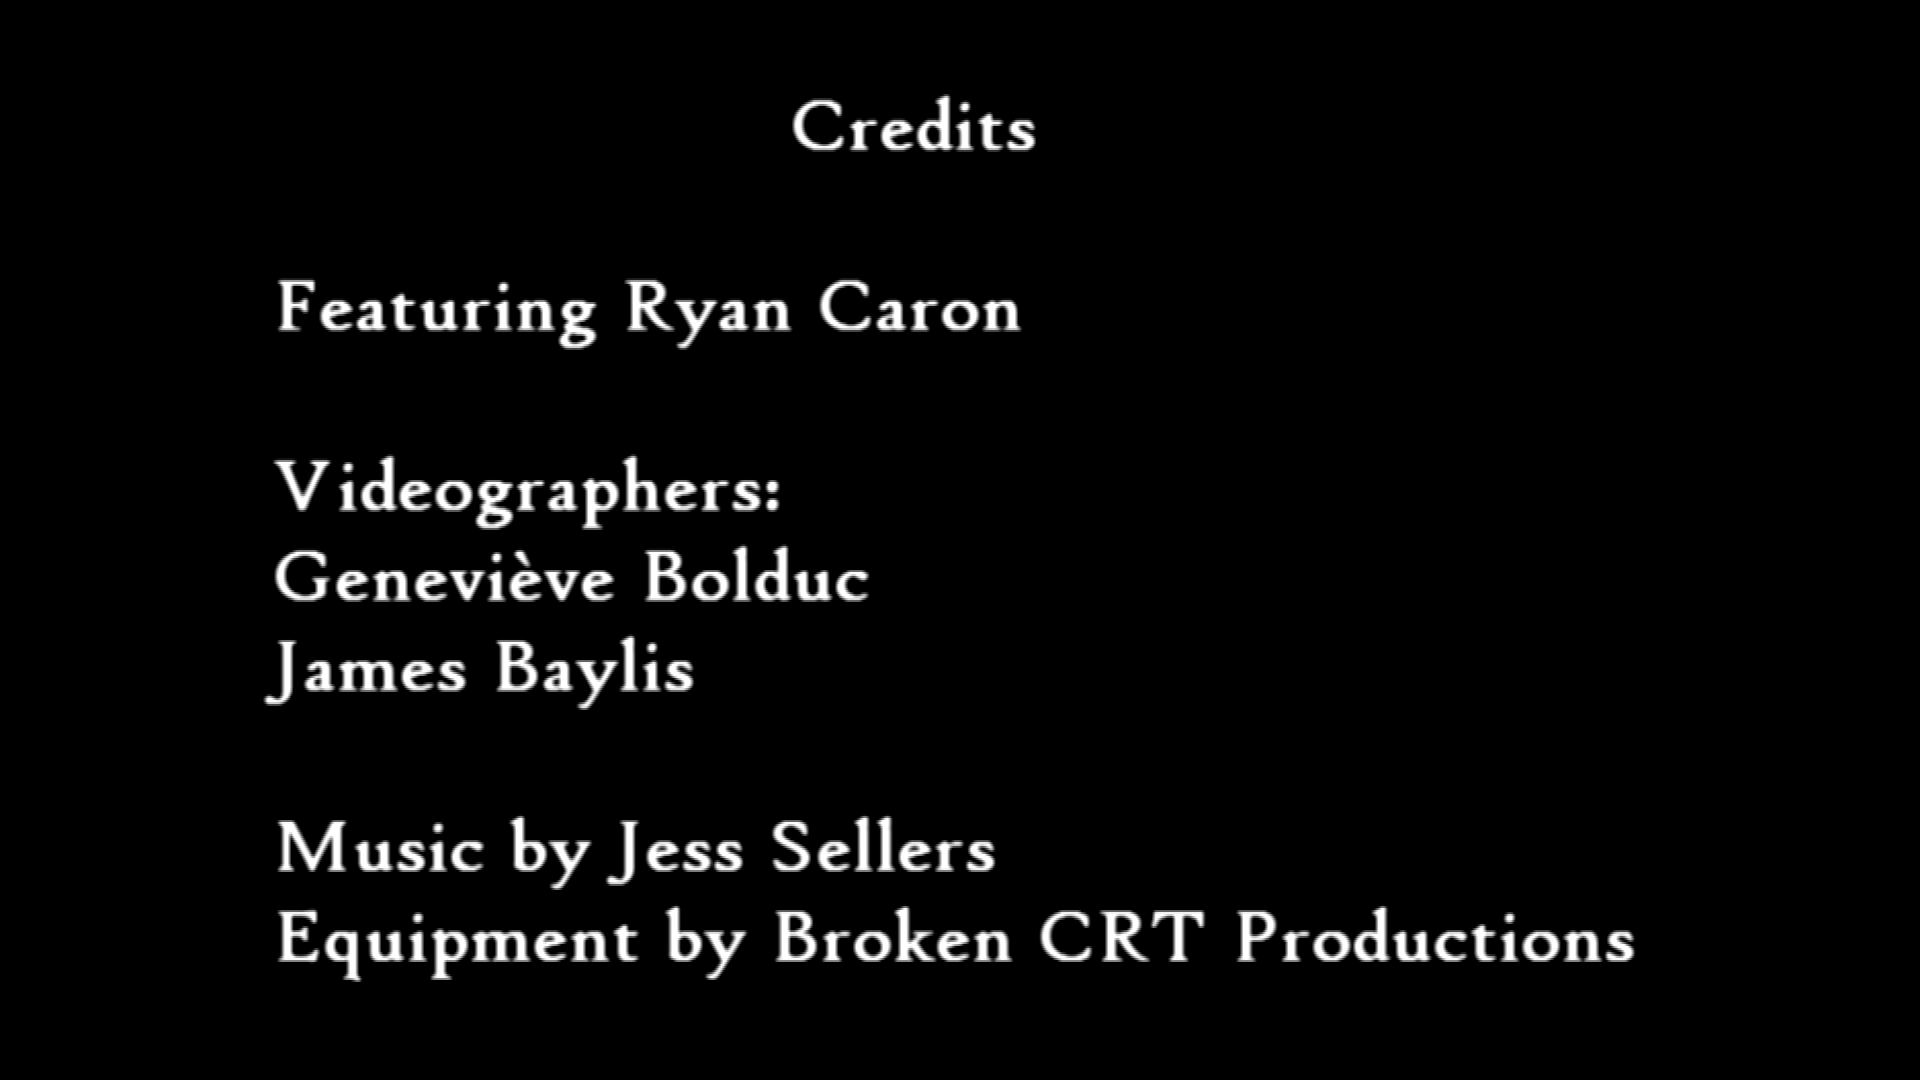 Credits
Featuring Ryan Caron
Videographers:
Geneviève Bolduc
James Baylis
Music by Jess Sellers
Equipment by Broken CRT Productions